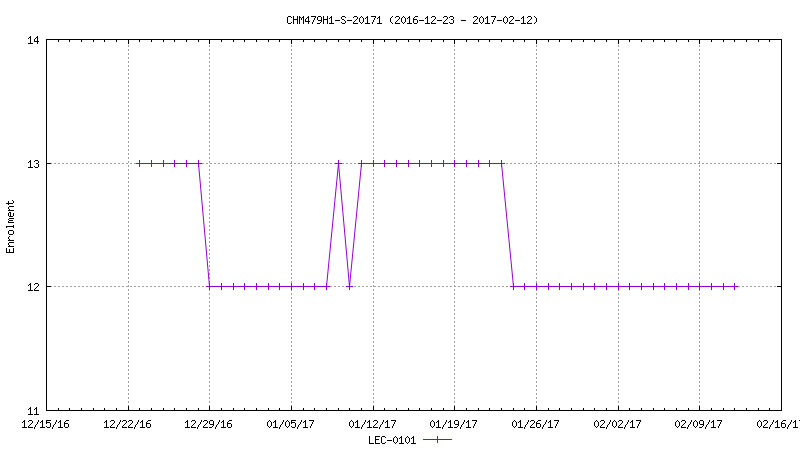 CHM479H1-S-20171 (2016-12-23 - 2017-02-12)
14
13
12
11
Enrolment
12/15/16 12/22/16 12/29/16 01/05/17 01/12/17 01/19/17 01/26/17 02/02/17 02/09/17 02/16/17
LEC-0101